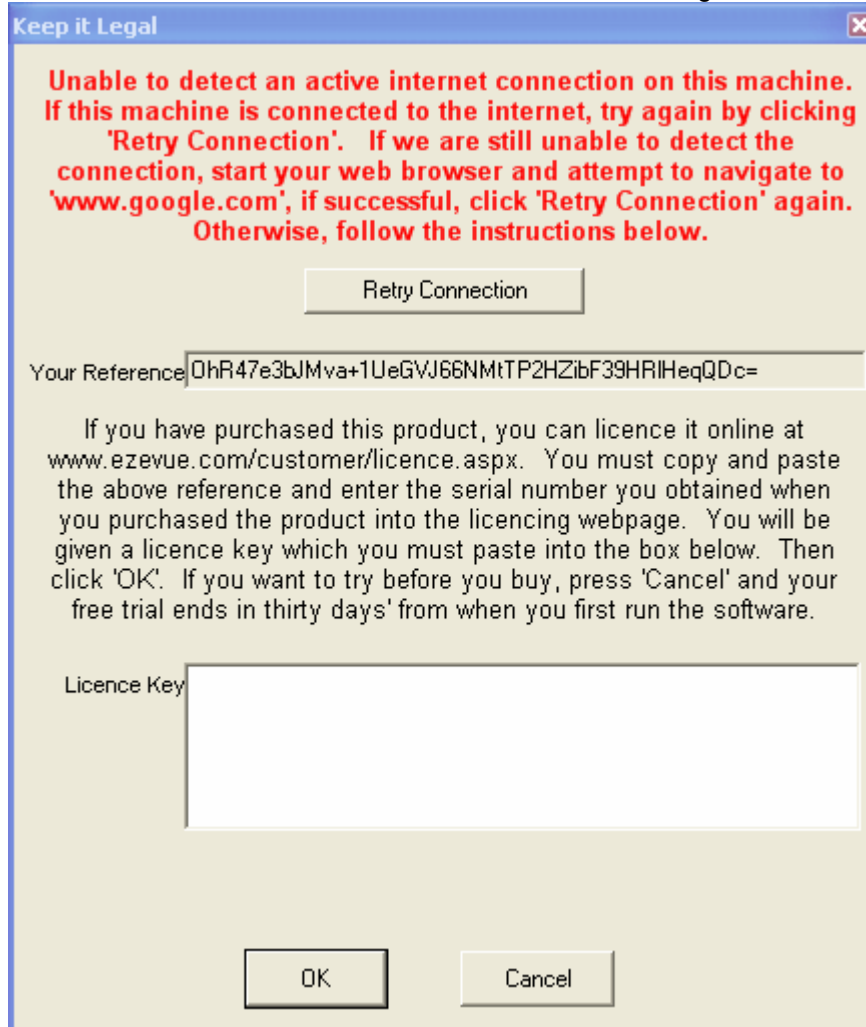 Keep it Legal
Unable to detect an active internet connection on this machine.
If this machine is connected to the internet, try again by clicking
'Retry Connection'.   If we are still unable to detect the
connection, start your web browser and attempt to navigate to
'www.google.com', if successful, click 'Retry Connection' again.
Otherwise, follow the instructions below.
Retry Connection
Your Reference OhR47e3bJMva+1UeGVJ66NMtTP2HZibF39HRIHeqQDc=
If you have purchased this product, you can licence it online at
www.ezevue.com/customer/licence.aspx.   You must copy and paste
the above reference and enter the serial number you obtained when
you purchased the product into the licencing webpage.   You will be
given a licence key which you must paste into the box below.   Then
click 'OK'.   If you want to try before you buy, press 'Cancel' and your
free trial ends in thirty days' from when you first run the software.
Licence Key
OK Cancel